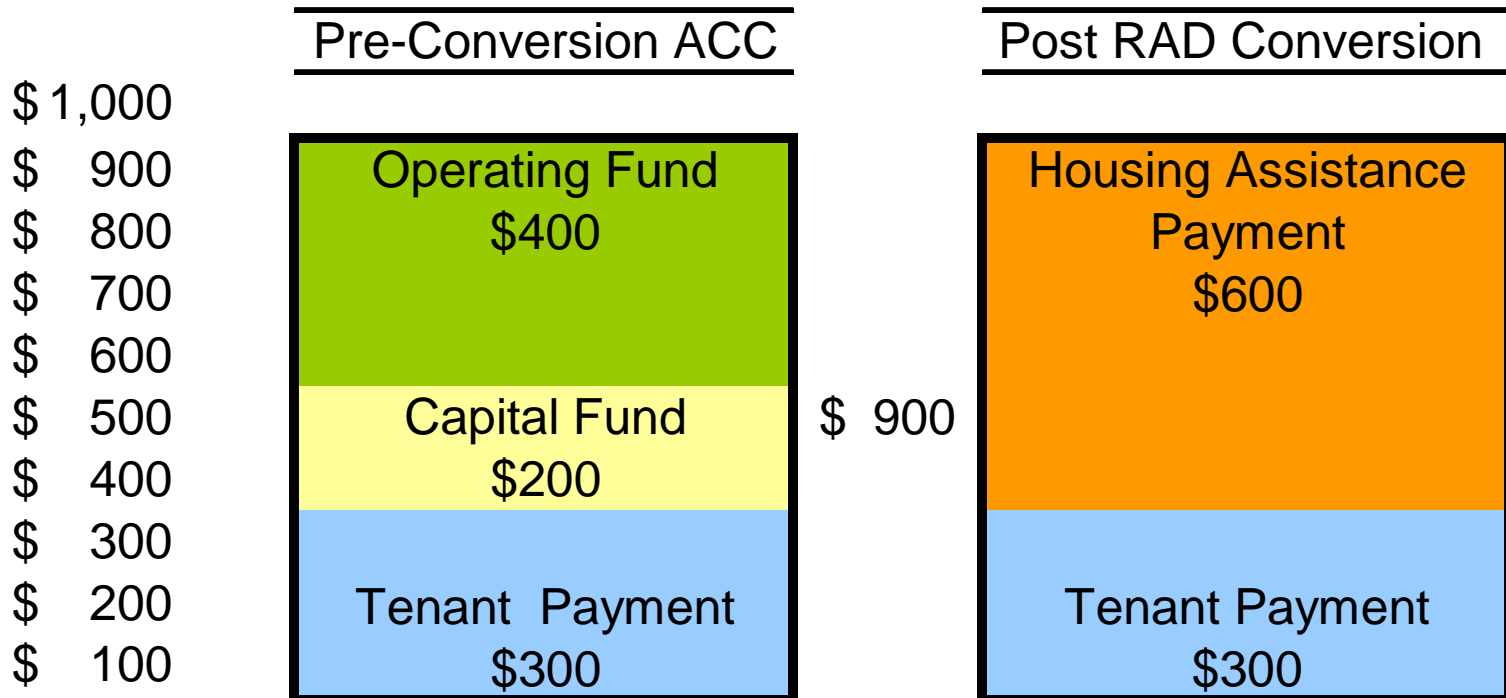 Pre-Conversion ACC Post RAD Conversion
$ 1,000
$ 900 Operating Fund Housing Assistance
$ 800 $400 Payment
$ 700 $600
$ 600
$ 500 Capital Fund $ 900
$ 400 $200
$ 300
$ 200 Tenant Payment Tenant Payment
$ 100 $300 $300